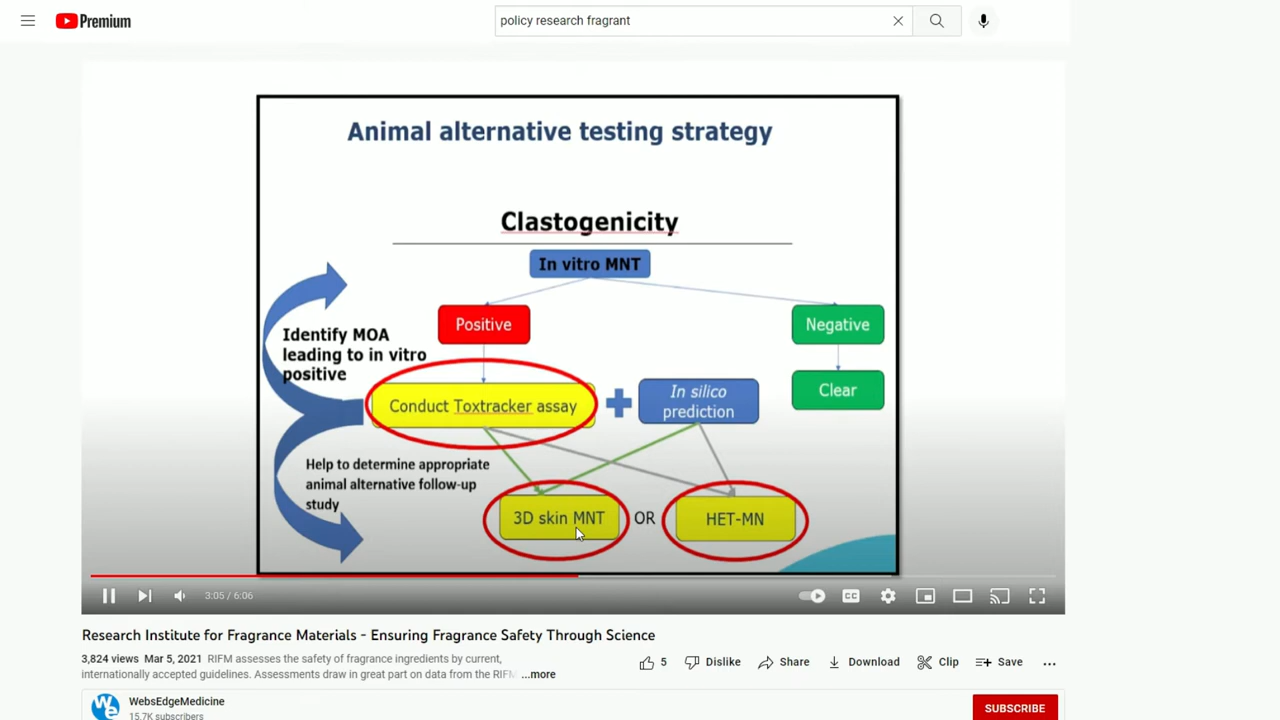 Premium
policy research fragrant
Animal alternative testing strategy
Clastogenicity
In vitro MNT
Positive
Negative
Identify MOA
leading to in vitro
positive
Conduct Toxtracker assay
In silico
prediction
Clear
Help to determine appropriate
animal alternative follow-up
study
3D skin MNT
OR
HET-MN
3:05 / 6:06
CC
Research Institute for Fragrance Materials - Ensuring Fragrance Safety Through Science
3,824 views Mar 5, 2021 RIFM assesses the safety of fragrance ingredients by current,
internationally accepted guidelines. Assessments draw in great part on data from the RIFM ...more
5
Dislike
Share
Download
Clip
Save
We
WebsEdgeMedicine
15.7K subscribers
SUBSCRIBE